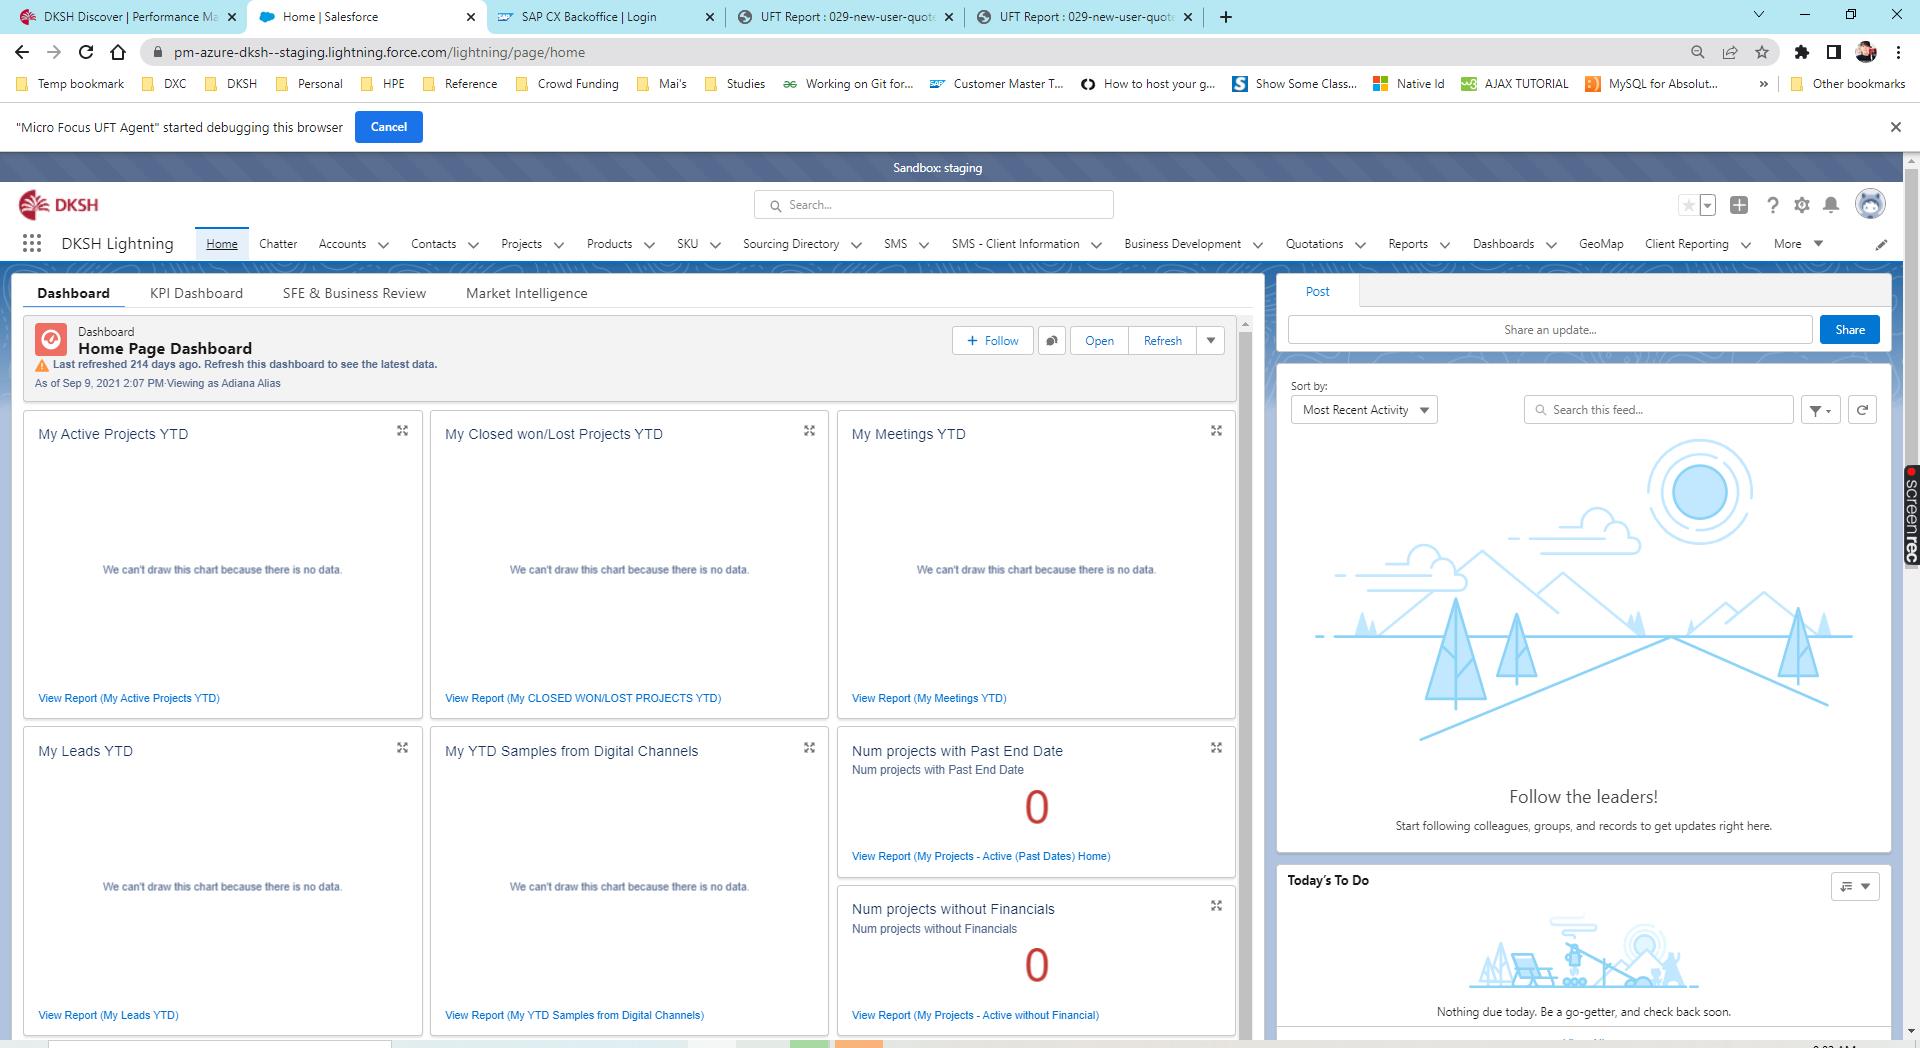 DKSH Discover | Performance Ma
Home | Salesforce
SAP CX Backoffice | Login
UFT Report : 029-new-user-quote
UFT Report : 029-new-user-quote
pm-azure-dksh--staging.lightning.force.com/lightning/page/home
Temp bookmark
DXC
DKSH
Personal
HPE
Reference
Crowd Funding
Mai's
Studies
Working on Git for...
Customer Master T...
How to host your g...
Show Some Class...
Native Id
AJAX TUTORIAL
MySQL for Absolut...
»
Other bookmarks
"Micro Focus UFT Agent" started debugging this browser
Cancel
Sandbox: staging
DKSH
Search...
DKSH Lightning
Home
Chatter
Accounts
Contacts
Projects
Products
SKU
Sourcing Directory
SMS
SMS - Client Information
Business Development
Quotations
Reports
Dashboards
GeoMap
Client Reporting
More
Dashboard
KPI Dashboard
SFE & Business Review
Market Intelligence
Dashboard
Home Page Dashboard
Last refreshed 214 days ago. Refresh this dashboard to see the latest data.
As of Sep 9, 2021 2:07 PM·Viewing as Adiana Alias
+ Follow
Open
Refresh
My Active Projects YTD
We can't draw this chart because there is no data.
View Report (My Active Projects YTD)
My Closed won/Lost Projects YTD
We can't draw this chart because there is no data.
View Report (My CLOSED WON/LOST PROJECTS YTD)
My Meetings YTD
We can't draw this chart because there is no data.
View Report (My Meetings YTD)
My Leads YTD
We can't draw this chart because there is no data.
View Report (My Leads YTD)
My YTD Samples from Digital Channels
We can't draw this chart because there is no data.
View Report (My YTD Samples from Digital Channels)
Num projects with Past End Date
Num projects with Past End Date
0
View Report (My Projects - Active (Past Dates) Home)
Num projects without Financials
Num projects without Financials
0
View Report (My Projects - Active without Financial)
Post
Share an update...
Share
Sort by:
Most Recent Activity
Search this feed...
Follow the leaders!
Start following colleagues, groups, and records to get updates right here.
Today's To Do
Nothing due today. Be a go-getter, and check back soon.
screenrec